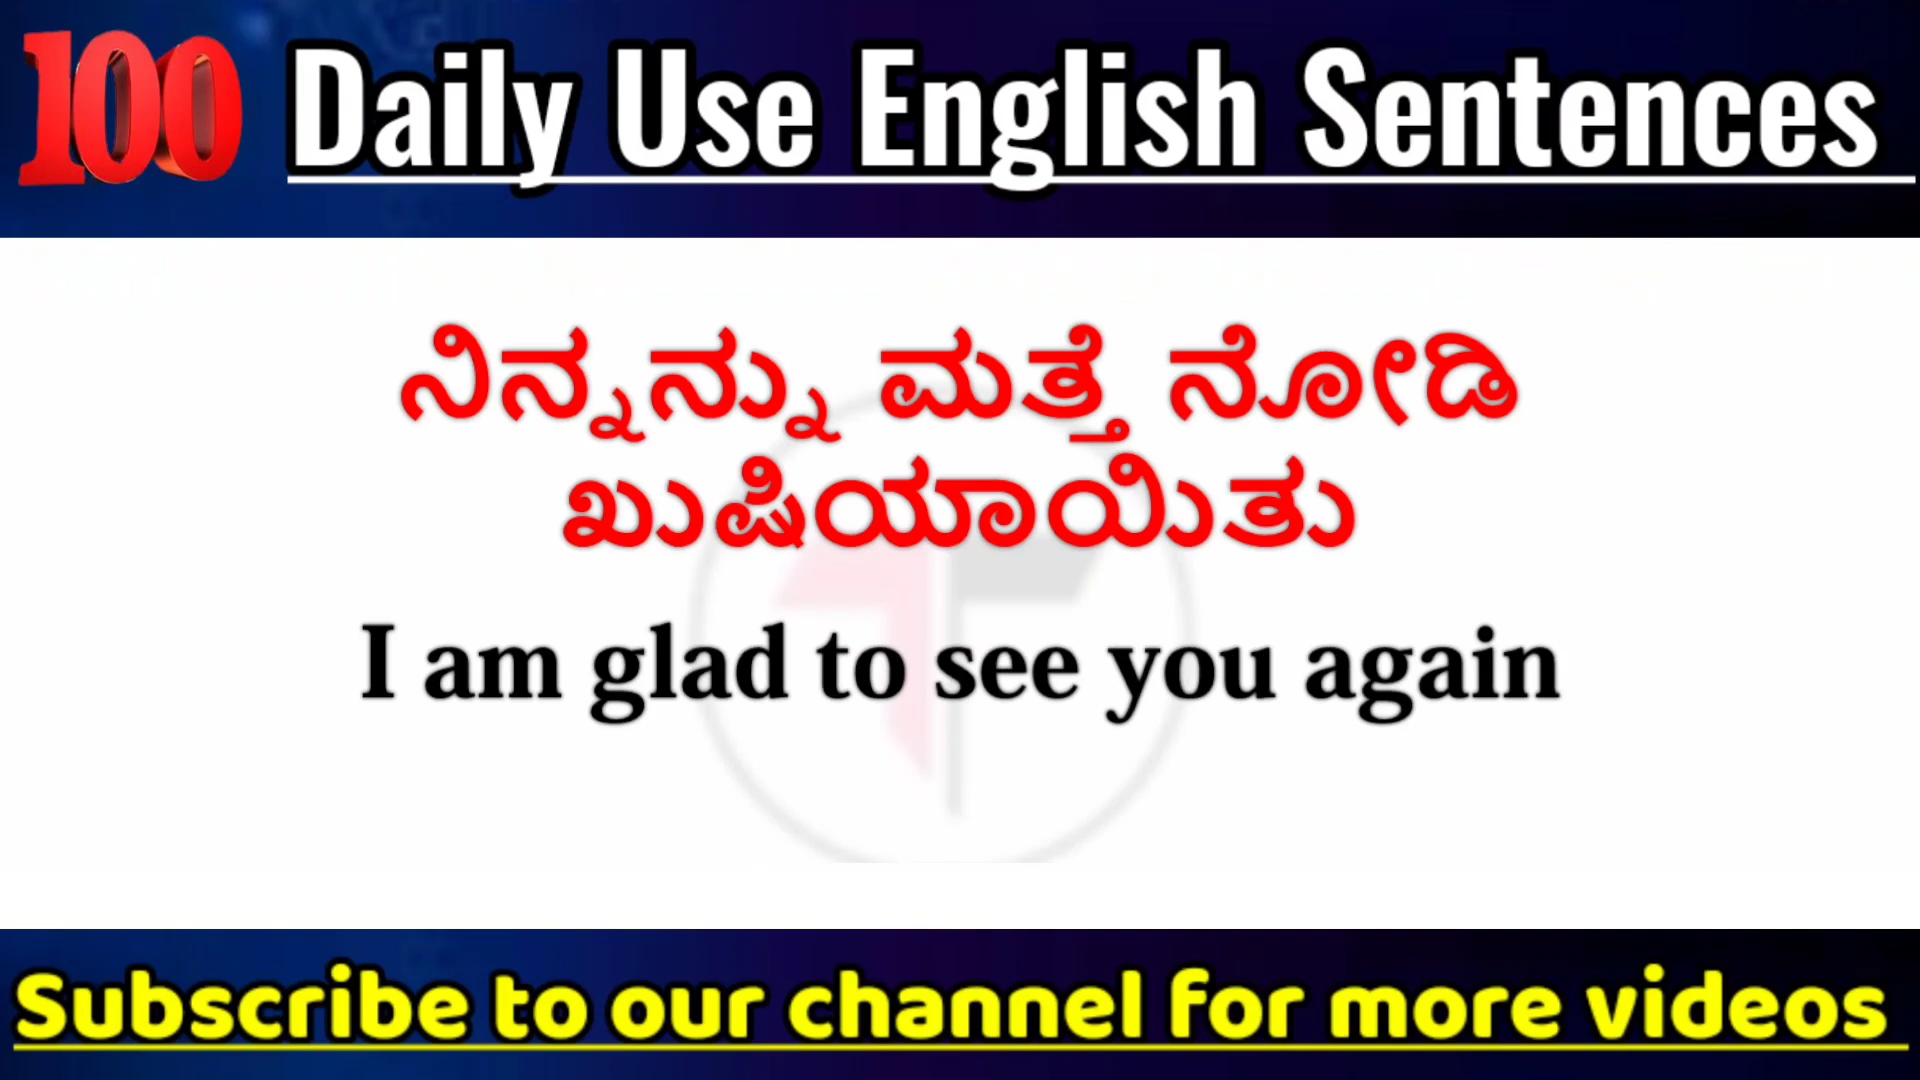 100 Daily Use English Sentences
ನಿನ್ನನ್ನು ಮತ್ತೆ ನೋಡಿ
ಖುಷಿಯಾಯಿತು
I am glad to see you again
Subscribe to our channel for more videos